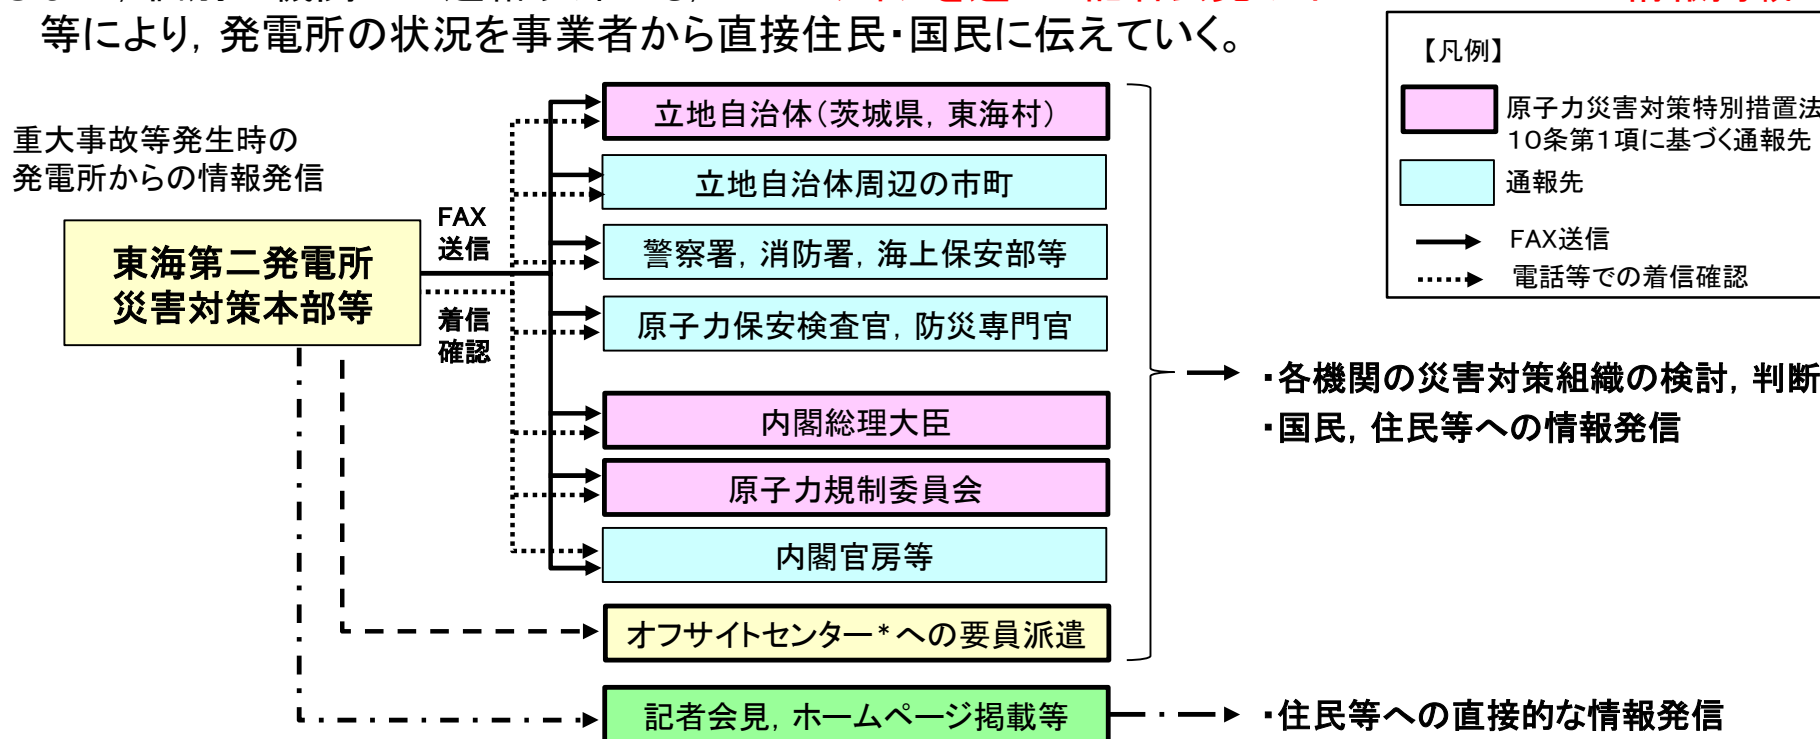 等により, 発電所の状況を事業者から直接住民・国民に伝えていく。
【凡例】
原子力災害対策特別措置法
10条第1項に基づく通報先
通報先
FAX送信
電話等での着信確認
重大事故等発生時の
発電所からの情報発信
東海第二発電所
災害対策本部等
FAX
送信
着信
確認
立地自治体(茨城県, 東海村)
立地自治体周辺の市町
警察署, 消防署, 海上保安部等
原子力保安検査官, 防災専門官
内閣総理大臣
原子力規制委員会
内閣官房等
オフサイトセンター*への要員派遣
記者会見, ホームページ掲載等
・各機関の災害対策組織の検討, 判断
・国民, 住民等への情報発信
・住民等への直接的な情報発信